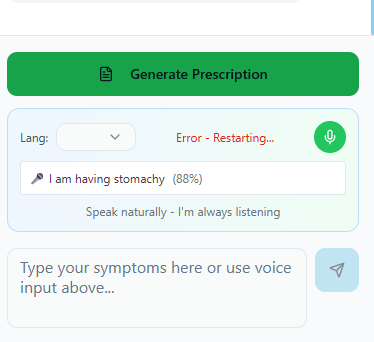 Generate Prescription
Lang:
Error - Restarting...
I am having stomachy (88%)
Speak naturally - I'm always listening
Type your symptoms here or use voice
input above...